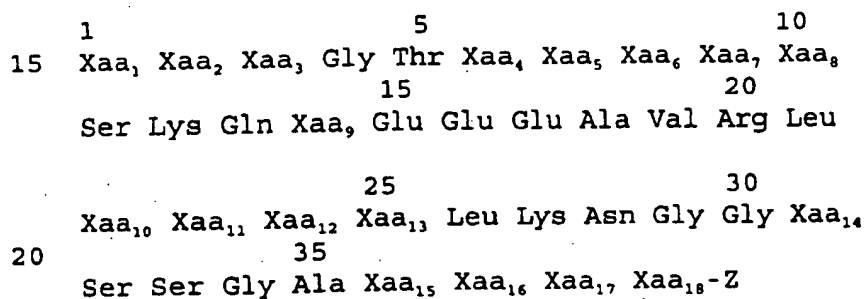 1 5 10
15 Xaa₁ Xaa₂ Xaa₃ Gly Thr Xaa₄ Xaa₅ Xaa₆ Xaa₇ Xaa₈
15 20
Ser Lys Gln Xaa₉ Glu Glu Glu Ala Val Arg Leu
25 30
Xaa₁₀ Xaa₁₁ Xaa₁₂ Xaa₁₃ Leu Lys Asn Gly Gly Xaa₁₄
20 35
Ser Ser Gly Ala Xaa₁₅ Xaa₁₆ Xaa₁₇ Xaa₁₈-Z